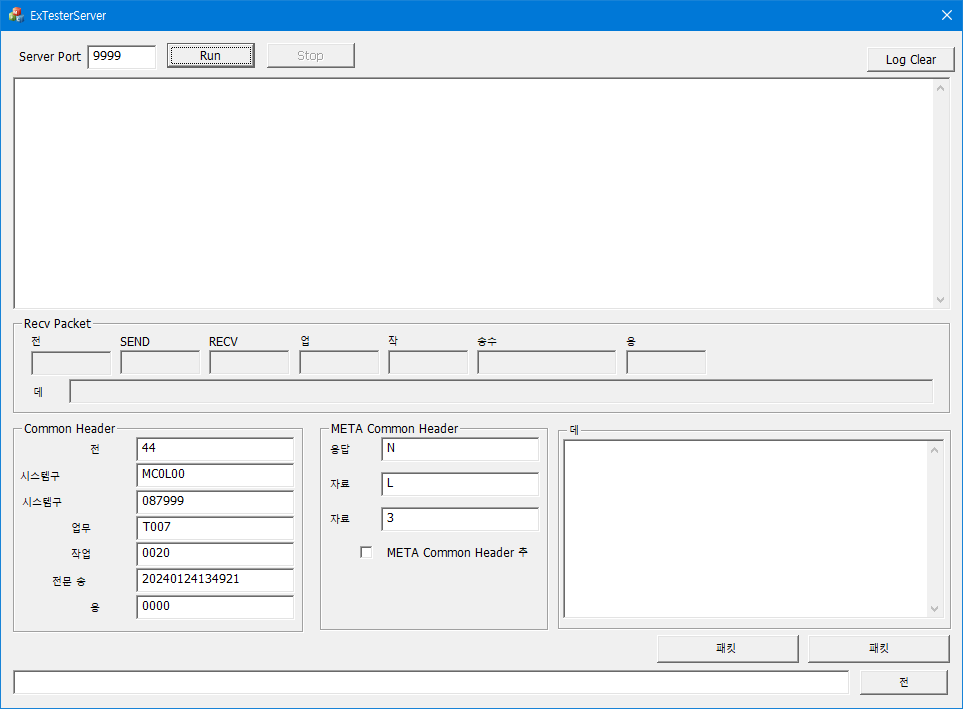 ExTesterServer
Server Port 9999 Run Stop Log Clear
Recv Packet
전 SEND RECV 업 작 송수 응
데
Common Header
전 44
시스템구 MC0L00
시스템구 087999
업무 T007
작업 0020
전문 송 20240124134921
응 0000
META Common Header
응답 N
자료 L
자료 3
META Common Header 추
데
패킷 패킷
전